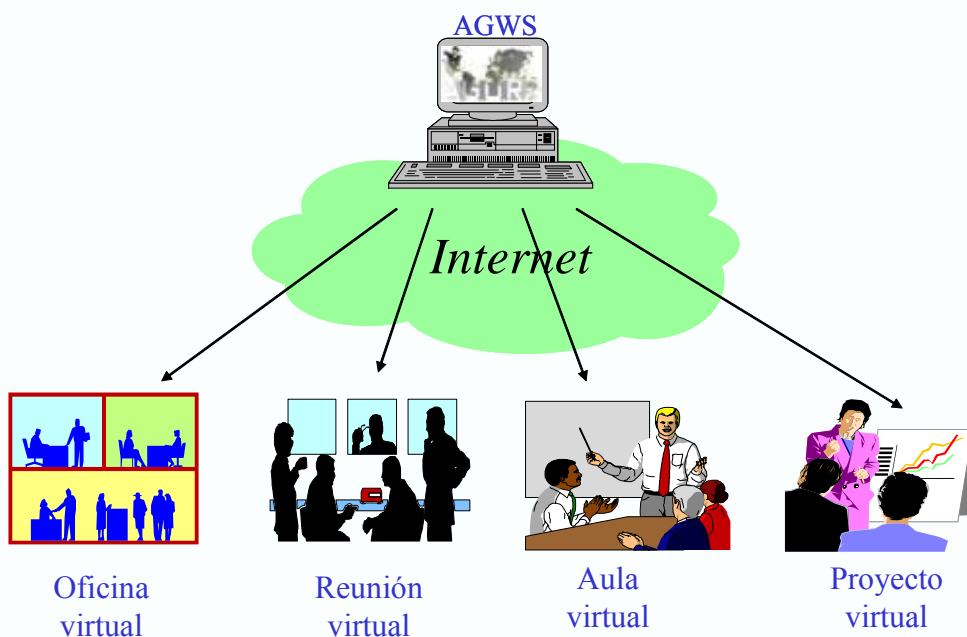 AGWS
Internet
Oficina
virtual
Reunión
virtual
Aula
virtual
Proyecto
virtual